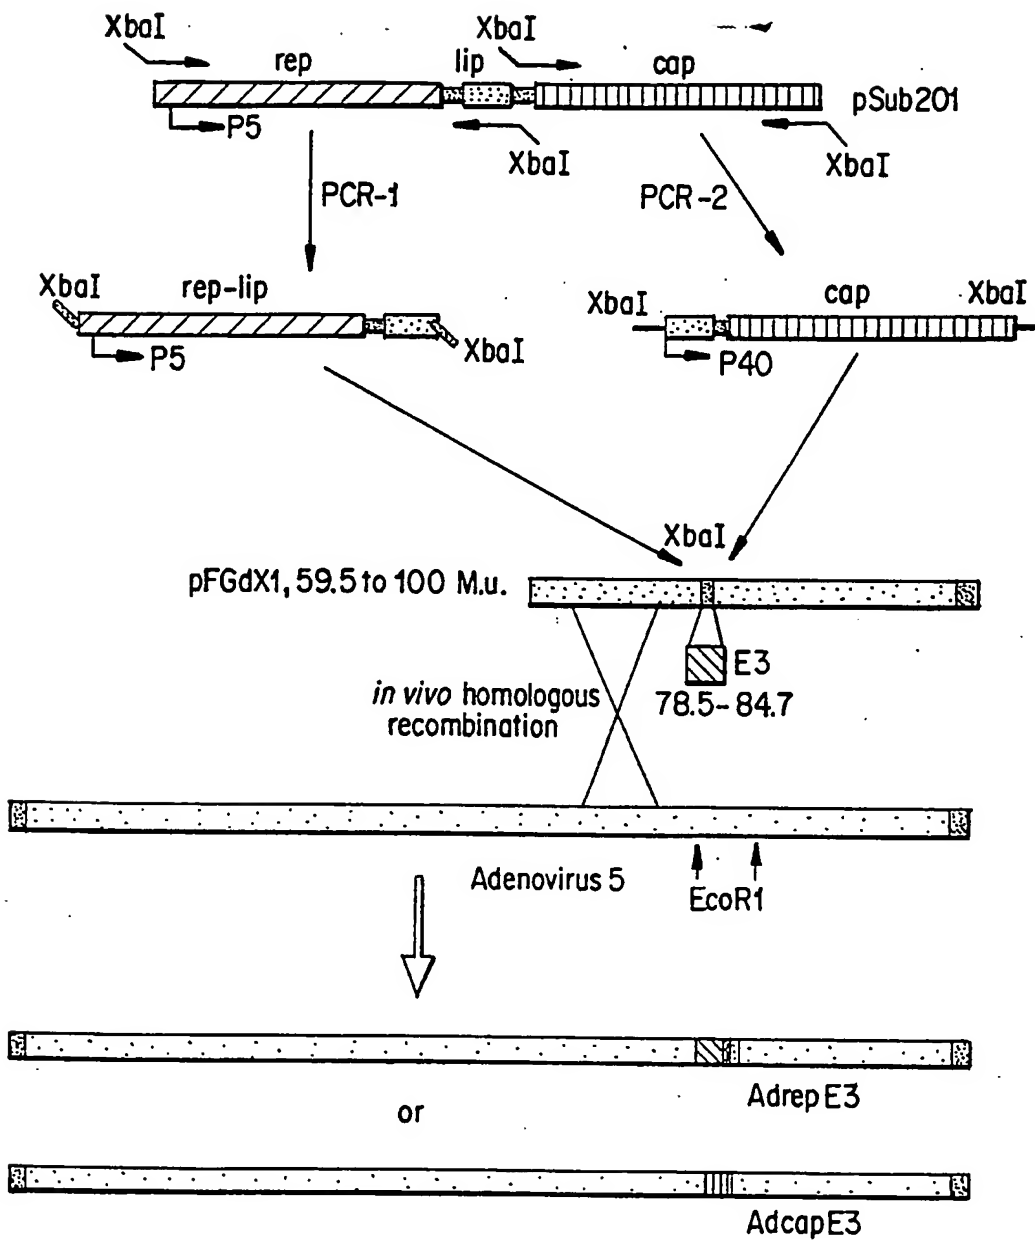 XbaI
XbaI
rep
lip
cap
pSub201
P5
XbaI
XbaI
PCR-1
PCR-2
XbaI
rep-lip
XbaI
cap
XbaI
P5
XbaI
P40
XbaI
pFGdX1, 59.5 to 100 M.u.
E3
78.5-84.7
in vivo homologous
recombination
Adenovirus 5
EcoR1
AdrepE3
or
AdcapE3